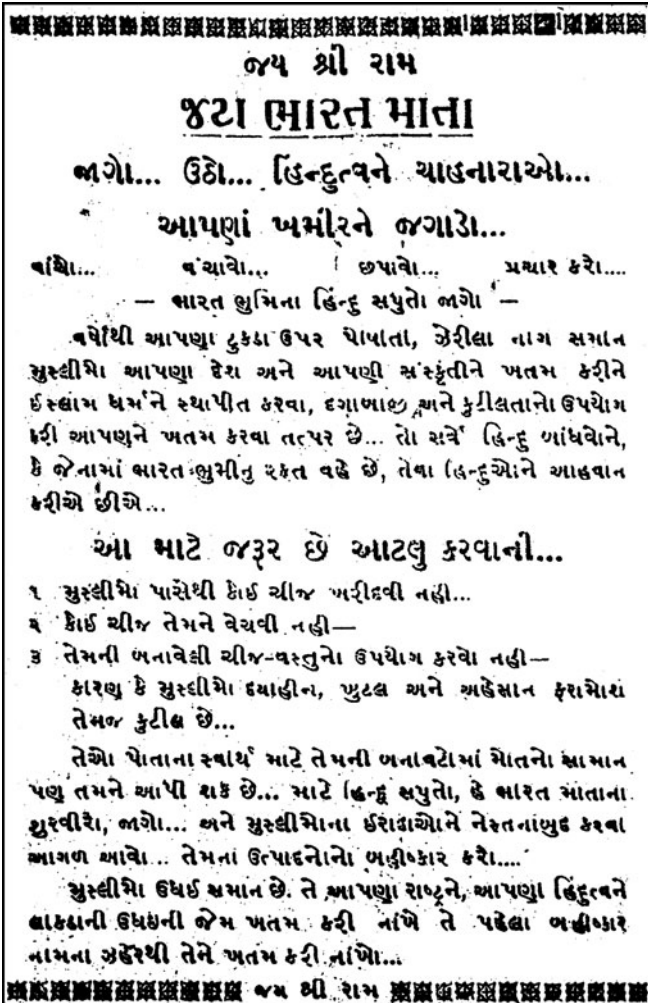 જય શ્રી રામ
જટા ભારત માતા
જાગો... ઉઠો... હિન્દુત્વને ચાહનારાઓ...
આપણાં ખમીરને જગાડો...
વાંચો... વંચાવો... છપાવો... પ્રચાર કરો....
— ભારત ભુમિના હિન્દુ સપુતો જાગો —
વર્ષોથી આપણા ટુકડા ઉપર પોષાતાં, ઝેરીલા નાગ સમાન
મુસ્લીમો આપણા દેશ અને આપણી સંસ્કૃતીને ખતમ કરીને
ઈસ્લામ ધર્મને સ્થાપીત કરવા, દગાબાજી અને કુટીલતાનો ઉપયોગ
કરી આપણને ખતમ કરવા તત્પર છે... તો સર્વે હિન્દુ બાંધવોને,
કે જેનામાં ભારત ભુમીનુ રકત વહે છે, તેવા હિન્દુઓને આહવાન
કરીએ છીએ...
આ માટે જરૂર છે આટલુ કરવાની...
૧ મુસ્લીમો પાસેથી કોઈ ચીજ ખરીદવી નહી...
૨ કોઈ ચીજ તેમને વેચવી નહી—
૩ તેમની બનાવેલી ચીજ-વસ્તુનો ઉપયોગ કરવો નહી—
કારણ કે મુસ્લીમો દયાહીન, ખુટલ અને અહેસાન ફરામોશ
તેમજ કુટીલ છે...
તેઓ પોતાના સ્વાર્થ માટે તેમની બનાવટોમાં મોતનો સામાન
પણ તમને આપી શકે છે... માટે હિન્દૂ સપુતો, હે ભારત માતાના
શુરવીરો, જાગો... અને મુસ્લીમોના ઈરાદાઓને નેસ્તનાંબુદ કરવા
આગળ આવો... તેમનાં ઉત્પાદનોનો બહીષ્કાર કરો....
મુસ્લીમો ઉધઈ સમાન છે. તે આપણા રાષ્ટ્રને, આપણા હિંદુત્વને
લાકડાની ઉધઇની જેમ ખતમ કરી નાંખે તે પહેલા બહીષ્કાર
નામના ઝહેરથી તેને ખતમ કરી નાંખો...
જય શ્રી રામ